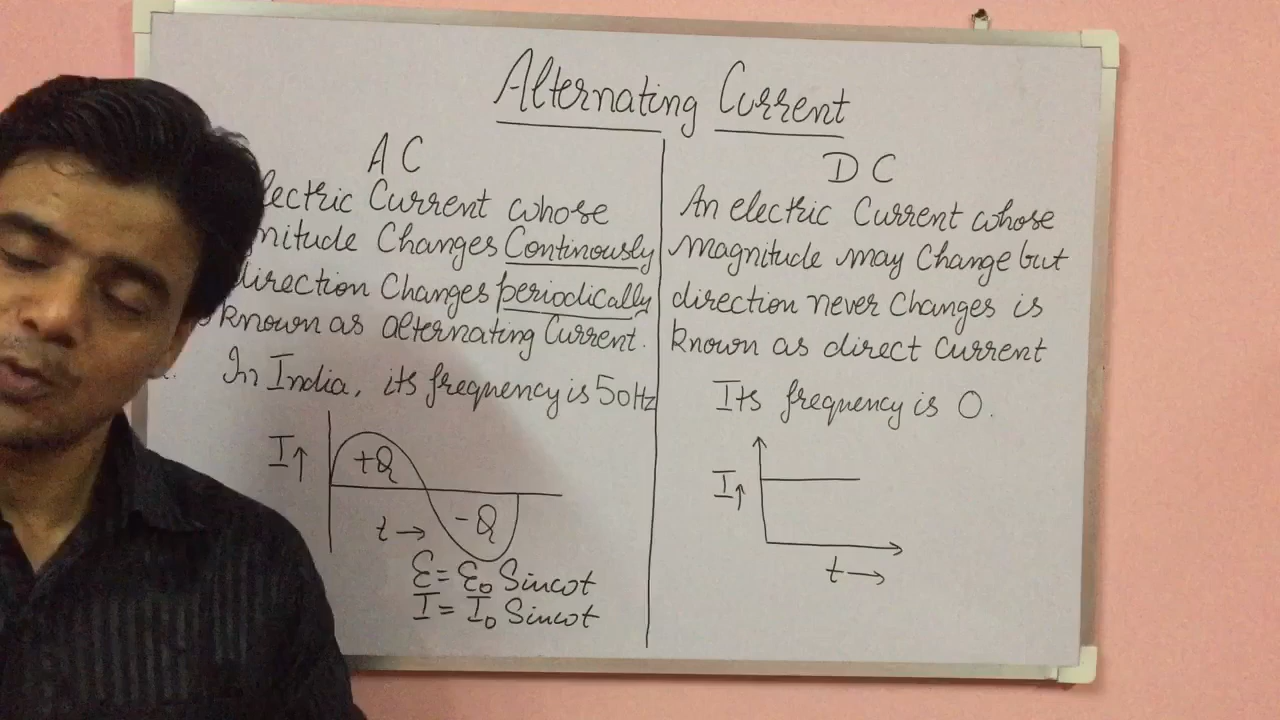 Alternating Current
A C
lectric Current whose
nitude Changes Continously
direction Changes periodically
known as alternating Current.
In India, its frequency is 50Hz
I↑
+Q
-Q
t →
Ɛ = Ɛ₀ Sinωt
I = I₀ Sinωt
D C
An electric Current whose
magnitude may Change but
direction never Changes is
known as direct Current
Its frequency is 0.
I↑
t →